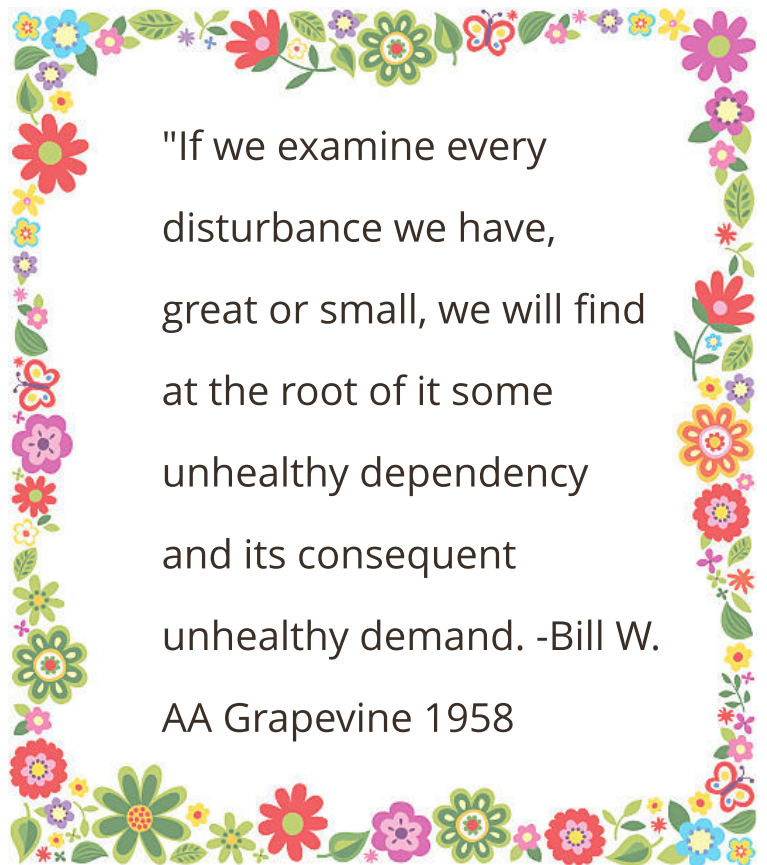 "If we examine every
disturbance we have,
great or small, we will find
at the root of it some
unhealthy dependency
and its consequent
unhealthy demand. -Bill W.
AA Grapevine 1958